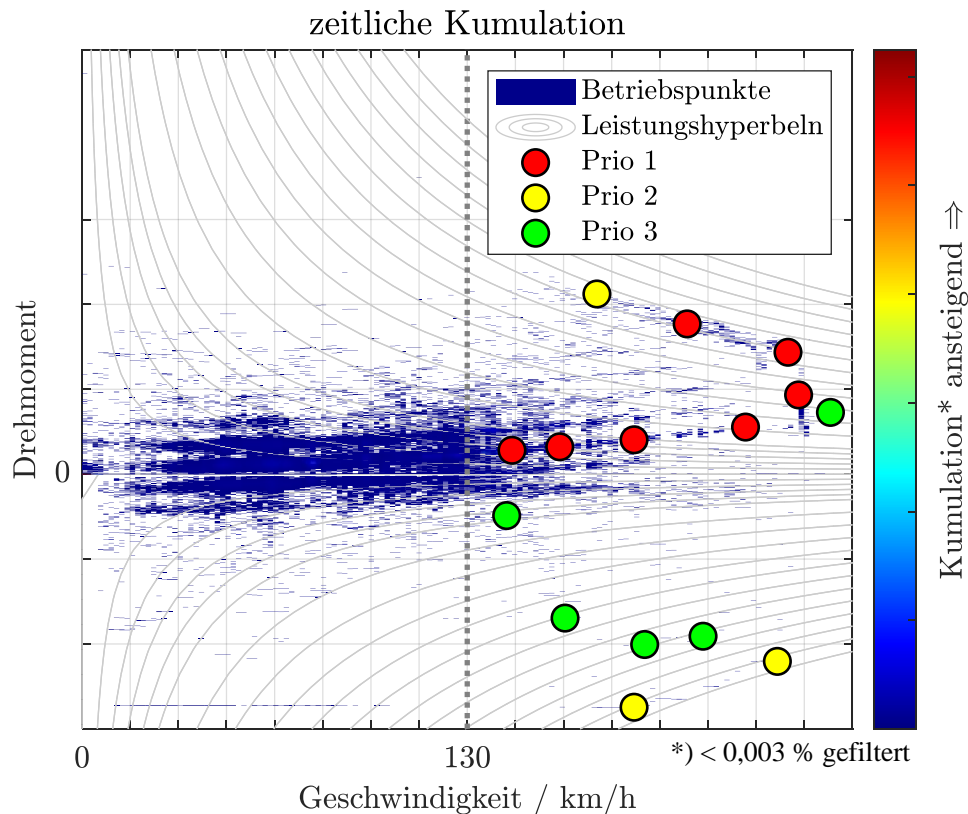 zeitliche Kumulation
Betriebspunkte
Leistungshyperbeln
Prio 1
Prio 2
Prio 3
Drehmoment
0
0
130
Geschwindigkeit / km/h
*) < 0,003 % gefiltert
Kumulation* ansteigend ⇒